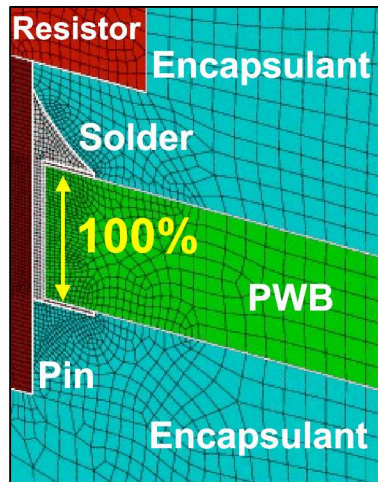 Resistor
Encapsulant
Solder
100%
PWB
Pin
Encapsulant